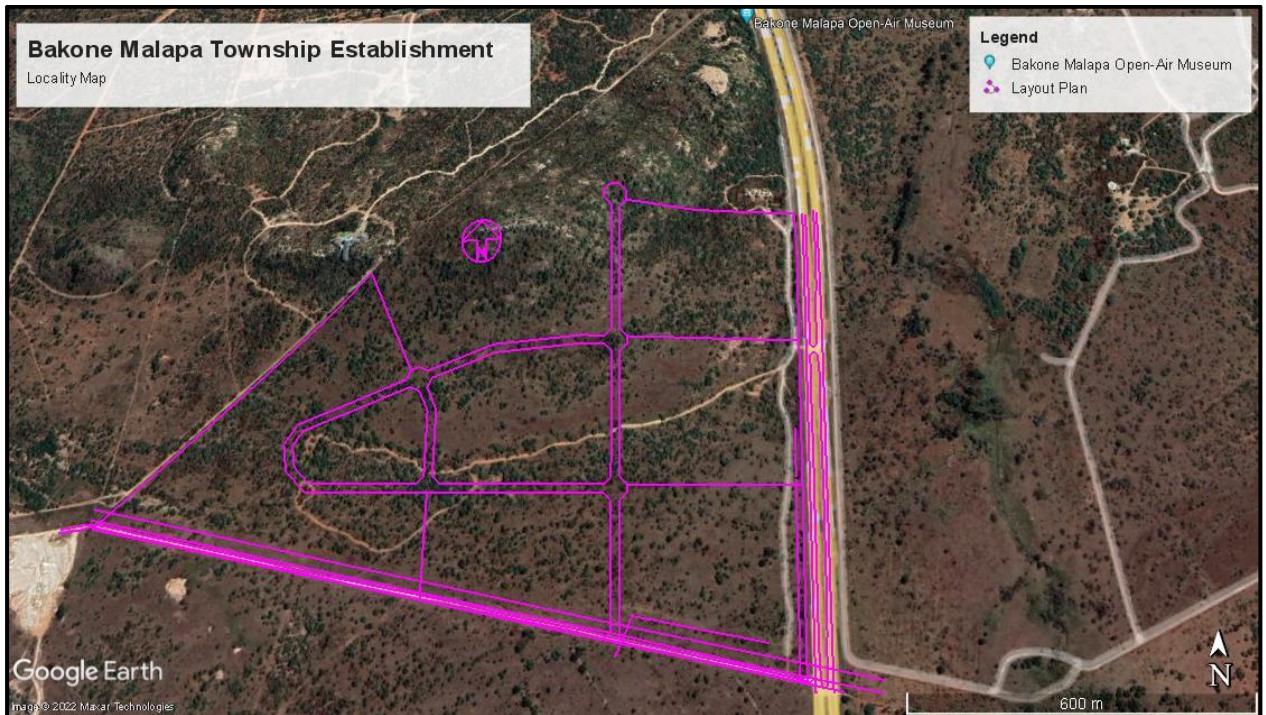 Bakone Malapa Township Establishment
Locality Map
Bakone Malapa Open-Air Museum
Legend
Bakone Malapa Open-Air Museum
Layout Plan
N
N
600 m
Google Earth
Image © 2022 Maxar Technologies